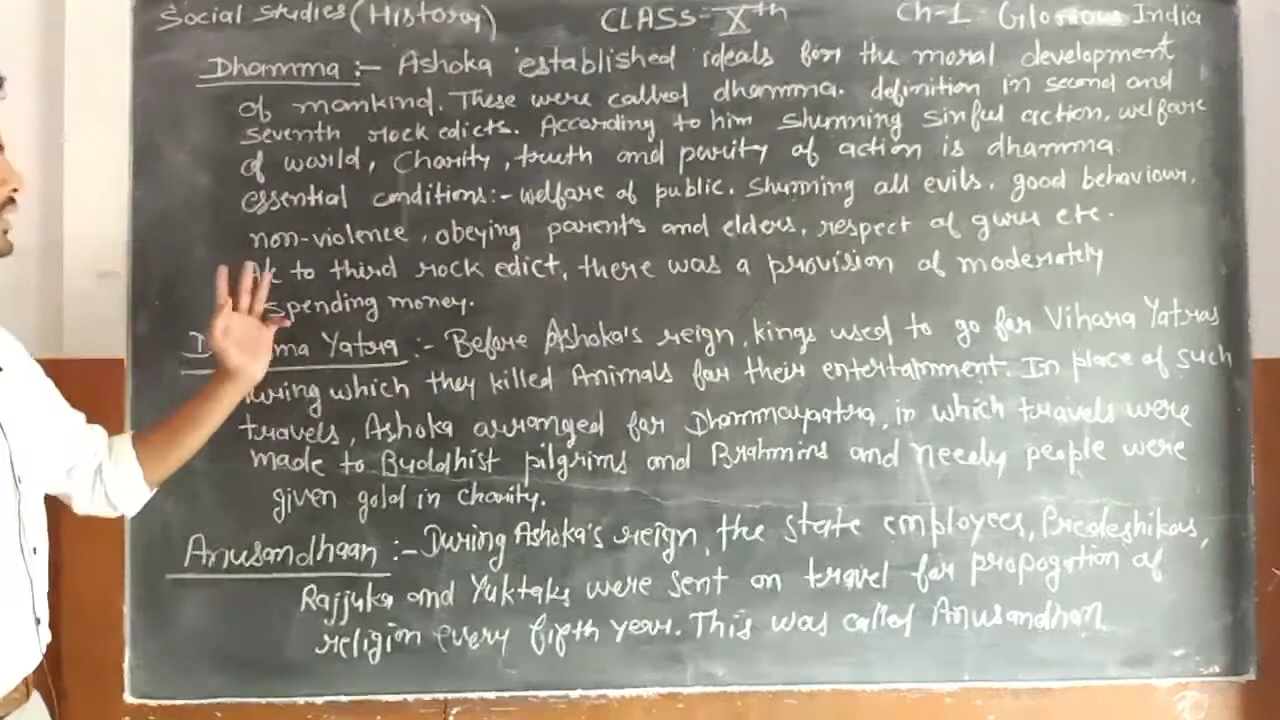 Social Studies (History) CLASS-Xth Ch-1 Glorious India
Dhamma :- Ashoka established ideals for the moral development
of mankind. These were called dhamma. definition in second and
seventh rock edicts. According to him shunning sinful action, welfare
of world, Charity, truth and purity of action is dhamma.
essential conditions:- welfare of public, shunning all evils, good behaviour,
non-violence, obeying parents and elders, respect of guru etc.
to third rock edict, there was a provision of moderately
spending money.
ma Yatra :- Before Ashoka's reign, kings used to go for Vihara Yatras
during which they killed Animals for their entertainment. In place of such
travels, Ashoka arranged for Dhammayaatra, in which travels were
made to Buddhist pilgrims and Brahmins and needy people were
given gold in charity.
Anusandhaan :- During Ashoka's reign, the state employees, Predeshikas,
Rajjuka and Yuktaks were sent on travel for propogation of
religion every fifth year. This was called Anusandhan.